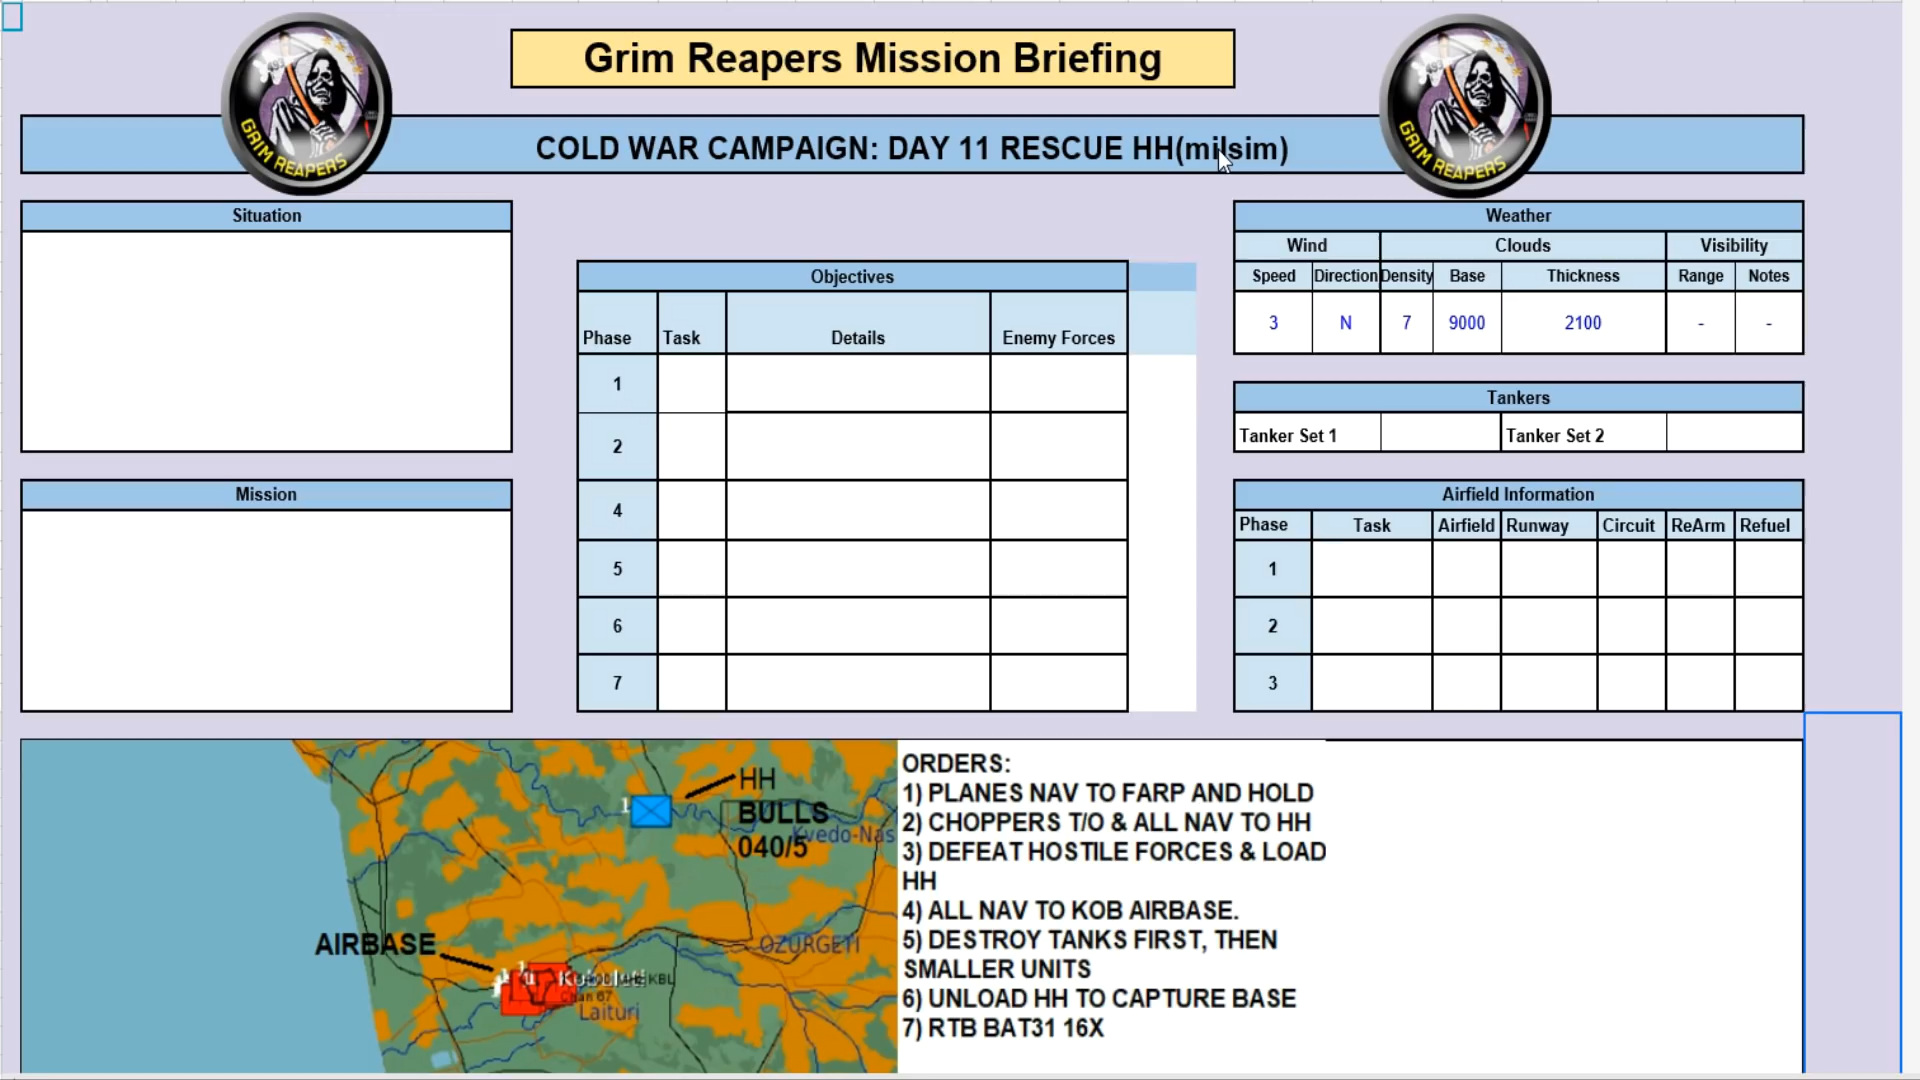 Grim Reapers Mission Briefing
COLD WAR CAMPAIGN: DAY 11 RESCUE HH(milsim)
GRIM REAPERS
GRIM REAPERS
Situation
Mission
Objectives
Phase Task Details Enemy Forces
1
2
4
5
6
7
Weather
Wind Clouds Visibility
Speed Direction Density Base Thickness Range Notes
3 N 7 9000 2100 - -
Tankers
Tanker Set 1 Tanker Set 2
Airfield Information
Phase Task Airfield Runway Circuit ReArm Refuel
1
2
3
HH
1
BULLS
Kvedo-Nas
040/5
OZURGETI
AIRBASE
KBL
Chan 67
Laituri
ORDERS:
1) PLANES NAV TO FARP AND HOLD
2) CHOPPERS T/O & ALL NAV TO HH
3) DEFEAT HOSTILE FORCES & LOAD
HH
4) ALL NAV TO KOB AIRBASE.
5) DESTROY TANKS FIRST, THEN
SMALLER UNITS
6) UNLOAD HH TO CAPTURE BASE
7) RTB BAT31 16X